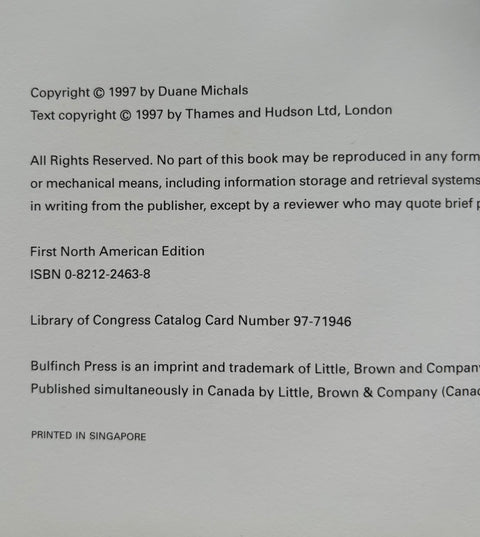 Copyright © 1997 by Duane Michals
Text copyright © 1997 by Thames and Hudson Ltd, London
All Rights Reserved. No part of this book may be reproduced in any form
or mechanical means, including information storage and retrieval systems
in writing from the publisher, except by a reviewer who may quote brief
First North American Edition
ISBN 0-8212-2463-8
Library of Congress Catalog Card Number 97-71946
Bulfinch Press is an imprint and trademark of Little, Brown and Company
Published simultaneously in Canada by Little, Brown & Company
PRINTED IN SINGAPORE